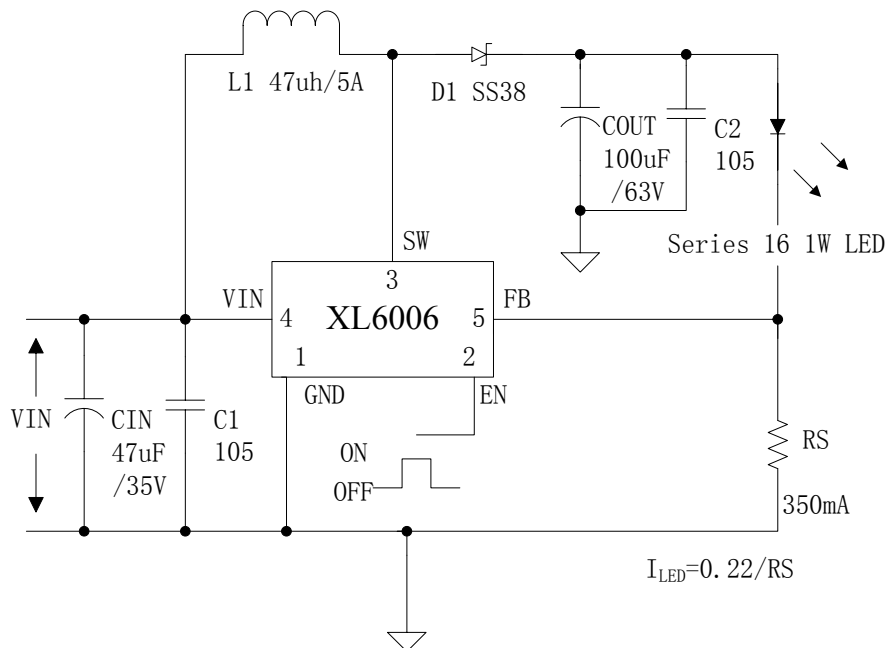 L1 47uh/5A
D1 SS38
COUT
100uF
/63V
C2
105
Series 16 1W LED
SW
3
VIN
4
XL6006
5
FB
1
2
GND
EN
VIN
CIN
47uF
/35V
C1
105
ON
OFF
RS
350mA
ILED=0.22/RS